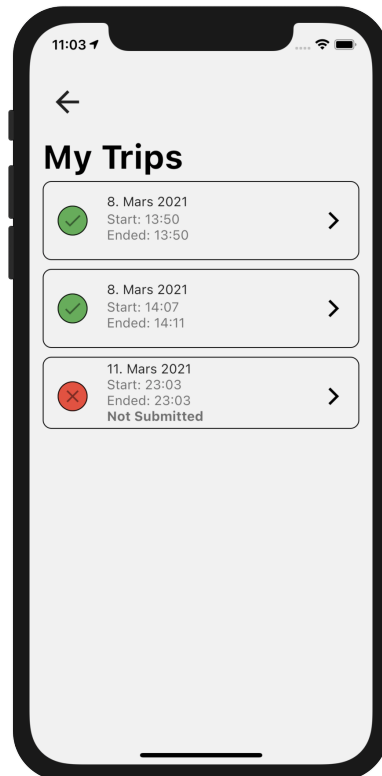 11:03
My Trips
8. Mars 2021
Start: 13:50
Ended: 13:50
8. Mars 2021
Start: 14:07
Ended: 14:11
11. Mars 2021
Start: 23:03
Ended: 23:03
Not Submitted